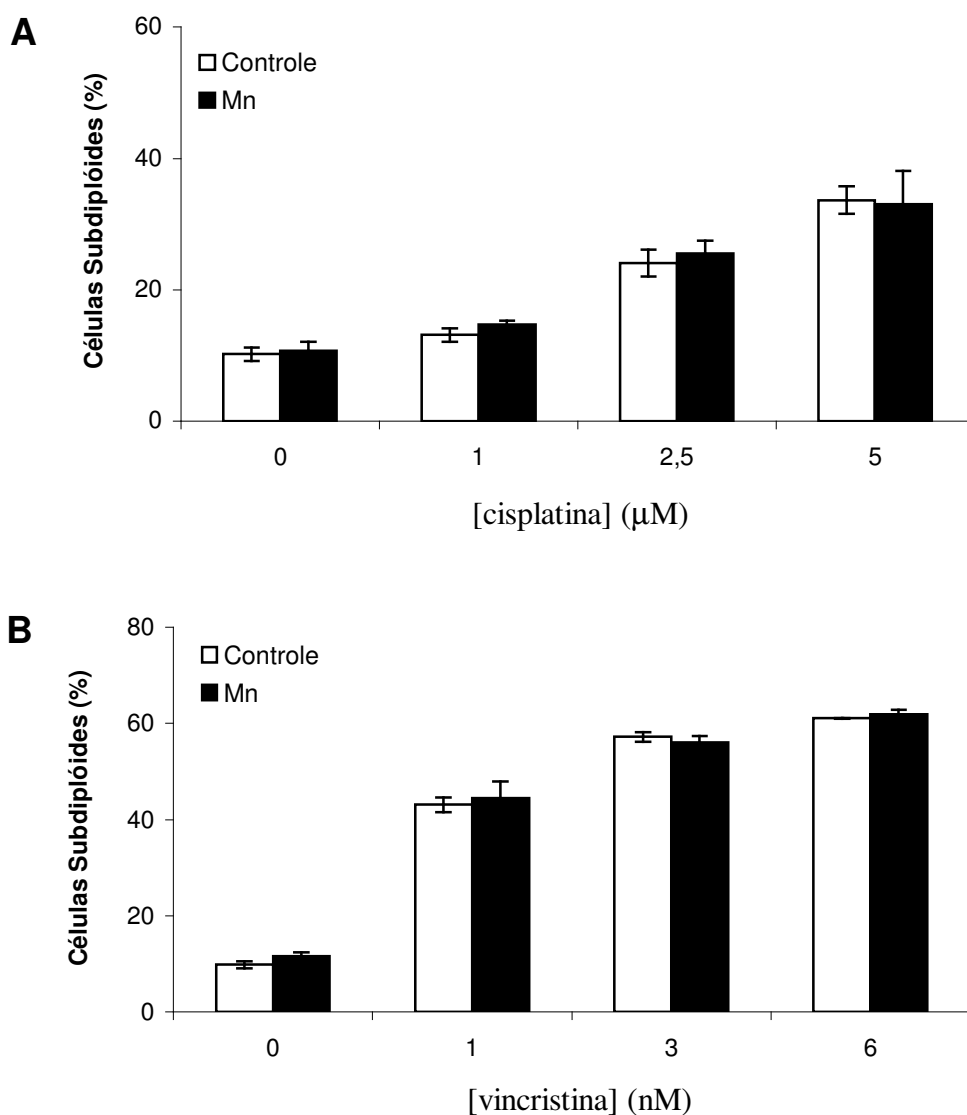 A
Células Subdiplóides (%)
60
40
20
0
Controle
Mn
0 1 2,5 5
[cisplatina] (μM)
B
Células Subdiplóides (%)
80
60
40
20
0
Controle
Mn
0 1 3 6
[vincristina] (nM)